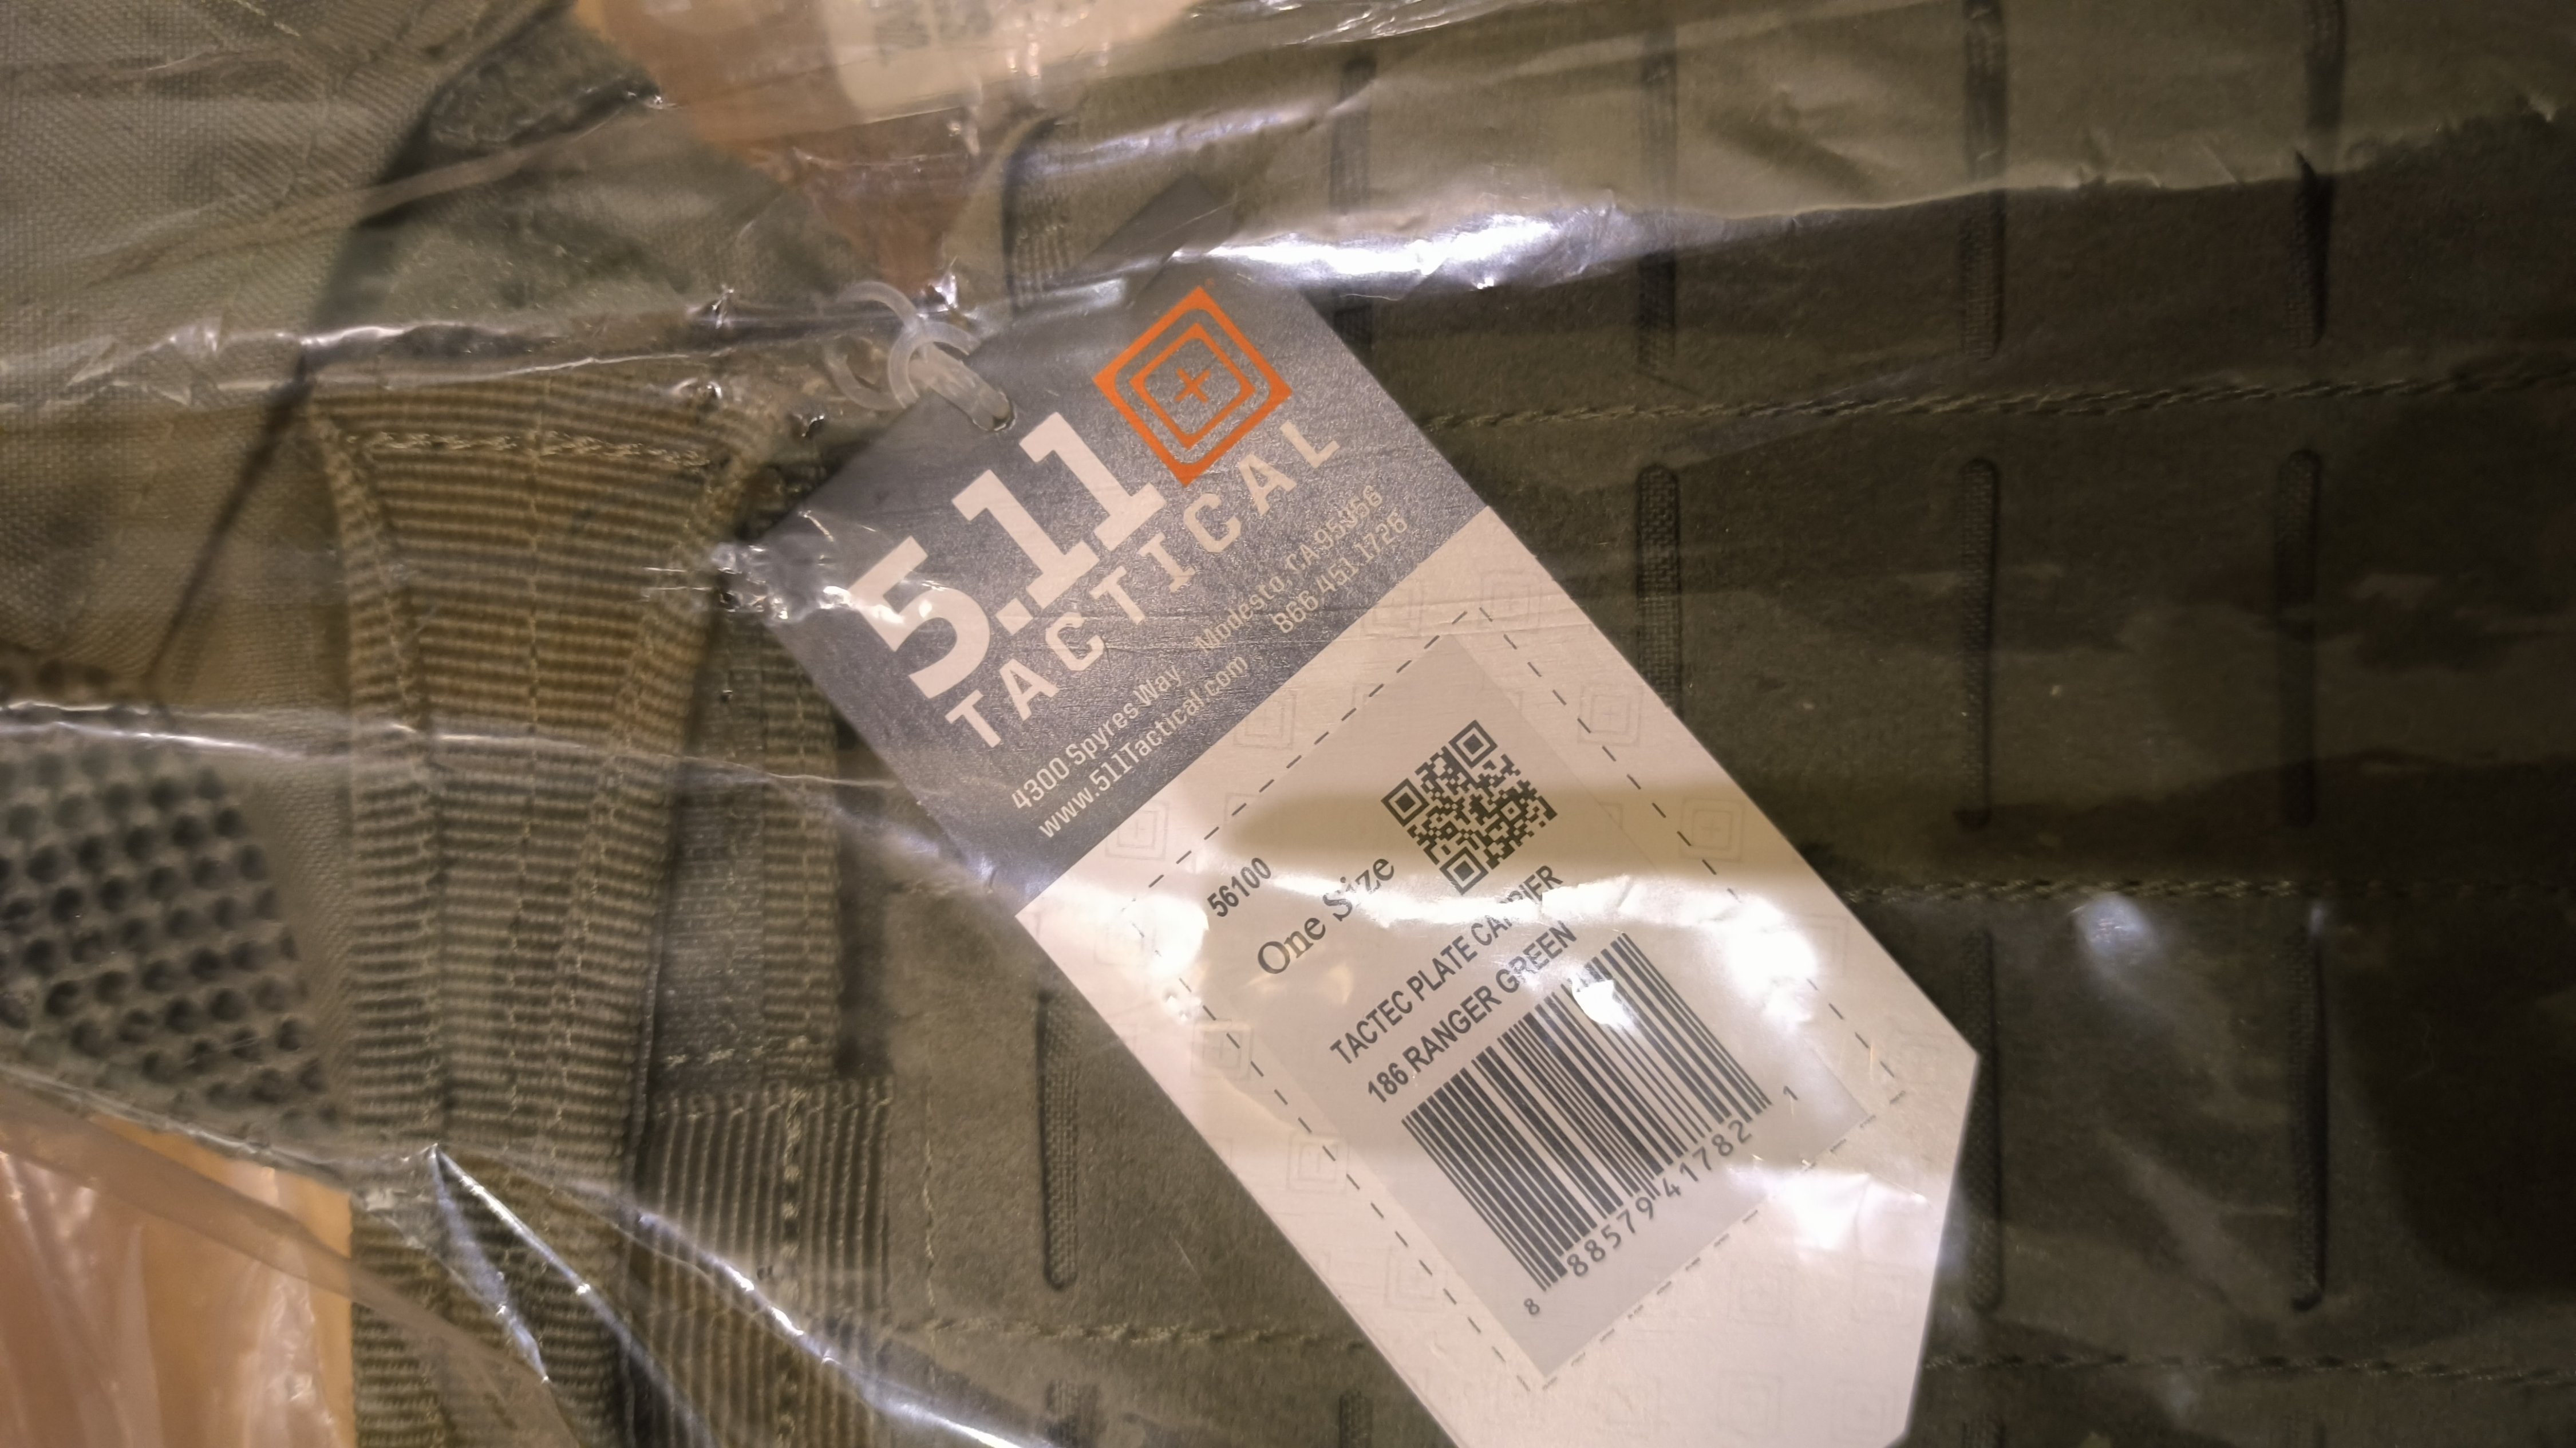 5.11
TACTICAL
4300 Spyres Way Modesto, CA 95356
www.511Tactical.com 866.451.1726
56100
One Size
TACTEC PLATE CARRIER
186 RANGER GREEN
8 88579 41782 1